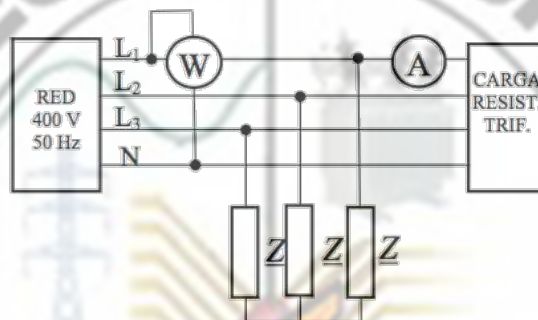 L₁
W
A
L₂
RED
400 V
50 Hz
L₃
N
CARGA
RESIST.
TRIF.
Z Z Z